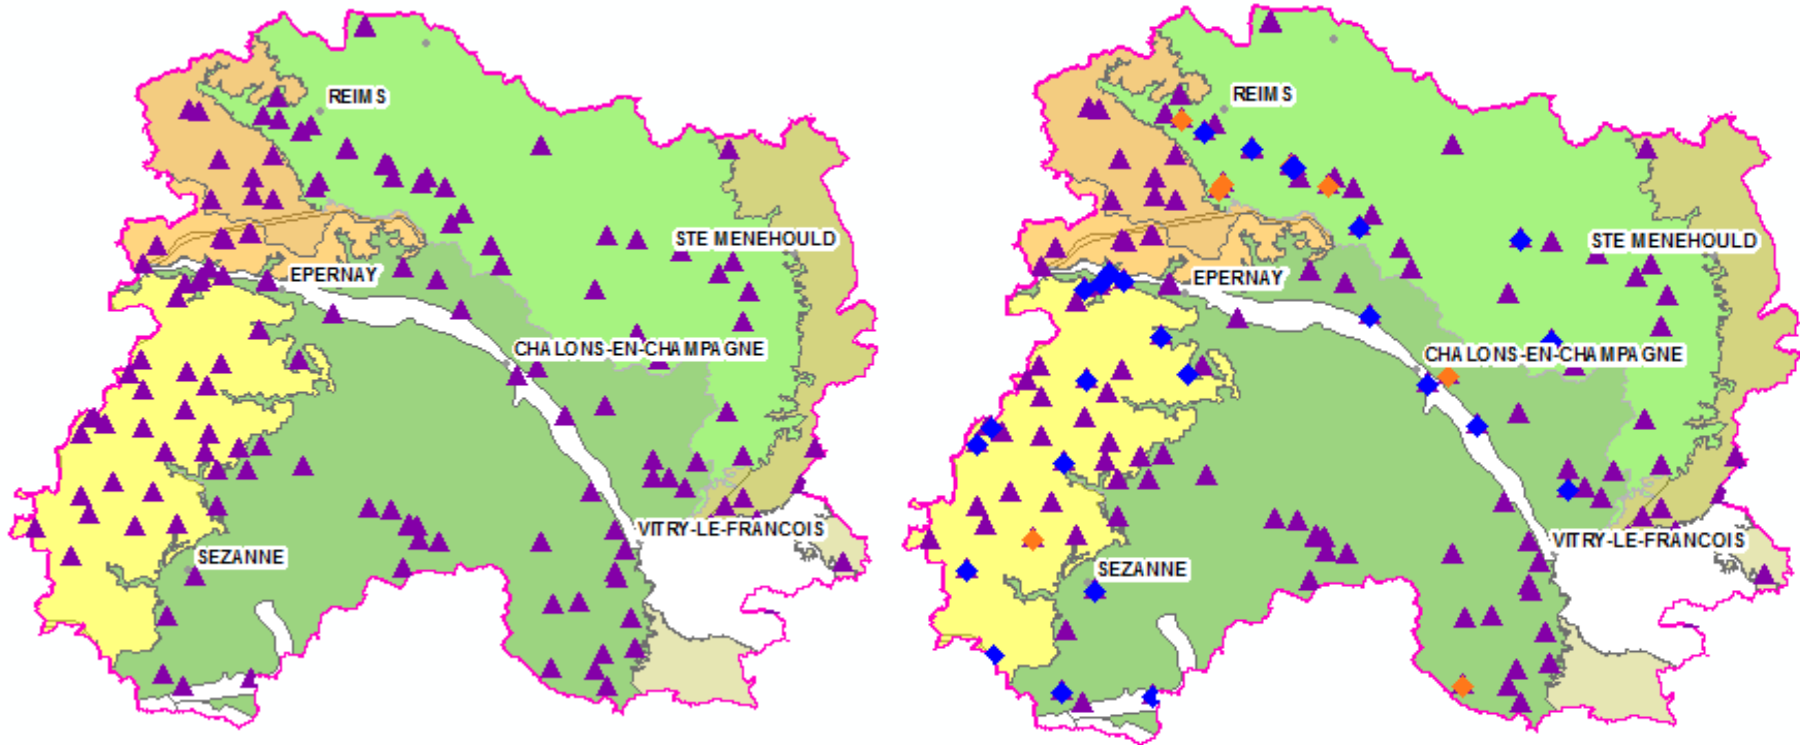 REIMS
STE MENEHOULD
EPERNAY
CHALONS-EN-CHAMPAGNE
VITRY-LE-FRANCOIS
SEZANNE
REIMS
STE MENEHOULD
EPERNAY
CHALONS-EN-CHAMPAGNE
VITRY-LE-FRANCOIS
SEZANNE